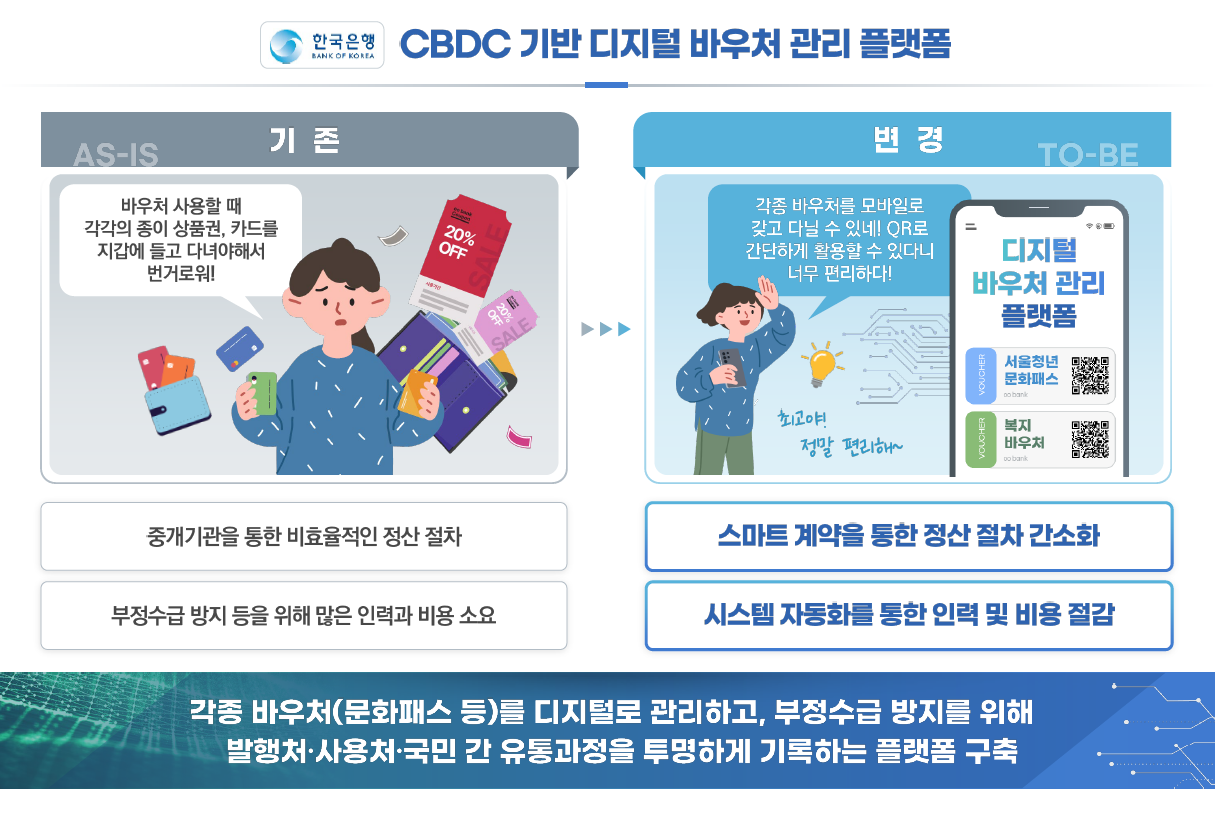 한국은행
BANK OF KOREA
CBDC 기반 디지털 바우처 관리 플랫폼
AS-IS
기 존
바우처 사용할 때
각각의 종이 상품권, 카드를
지갑에 들고 다녀야해서
번거로워!
20%
OFF
SALE
20%
OFF
SALE
중개기관을 통한 비효율적인 정산 절차
부정수급 방지 등을 위해 많은 인력과 비용 소요
변 경
TO-BE
각종 바우처를 모바일로
갖고 다닐 수 있네! QR로
간단하게 활용할 수 있다니
너무 편리하다!
최고야!
정말 편리해~
디지털
바우처 관리
플랫폼
VOUCHER
서울청년
문화패스
oo bank
VOUCHER
복지
바우처
oo bank
스마트 계약을 통한 정산 절차 간소화
시스템 자동화를 통한 인력 및 비용 절감
각종 바우처(문화패스 등)를 디지털로 관리하고, 부정수급 방지를 위해
발행처·사용처·국민 간 유통과정을 투명하게 기록하는 플랫폼 구축